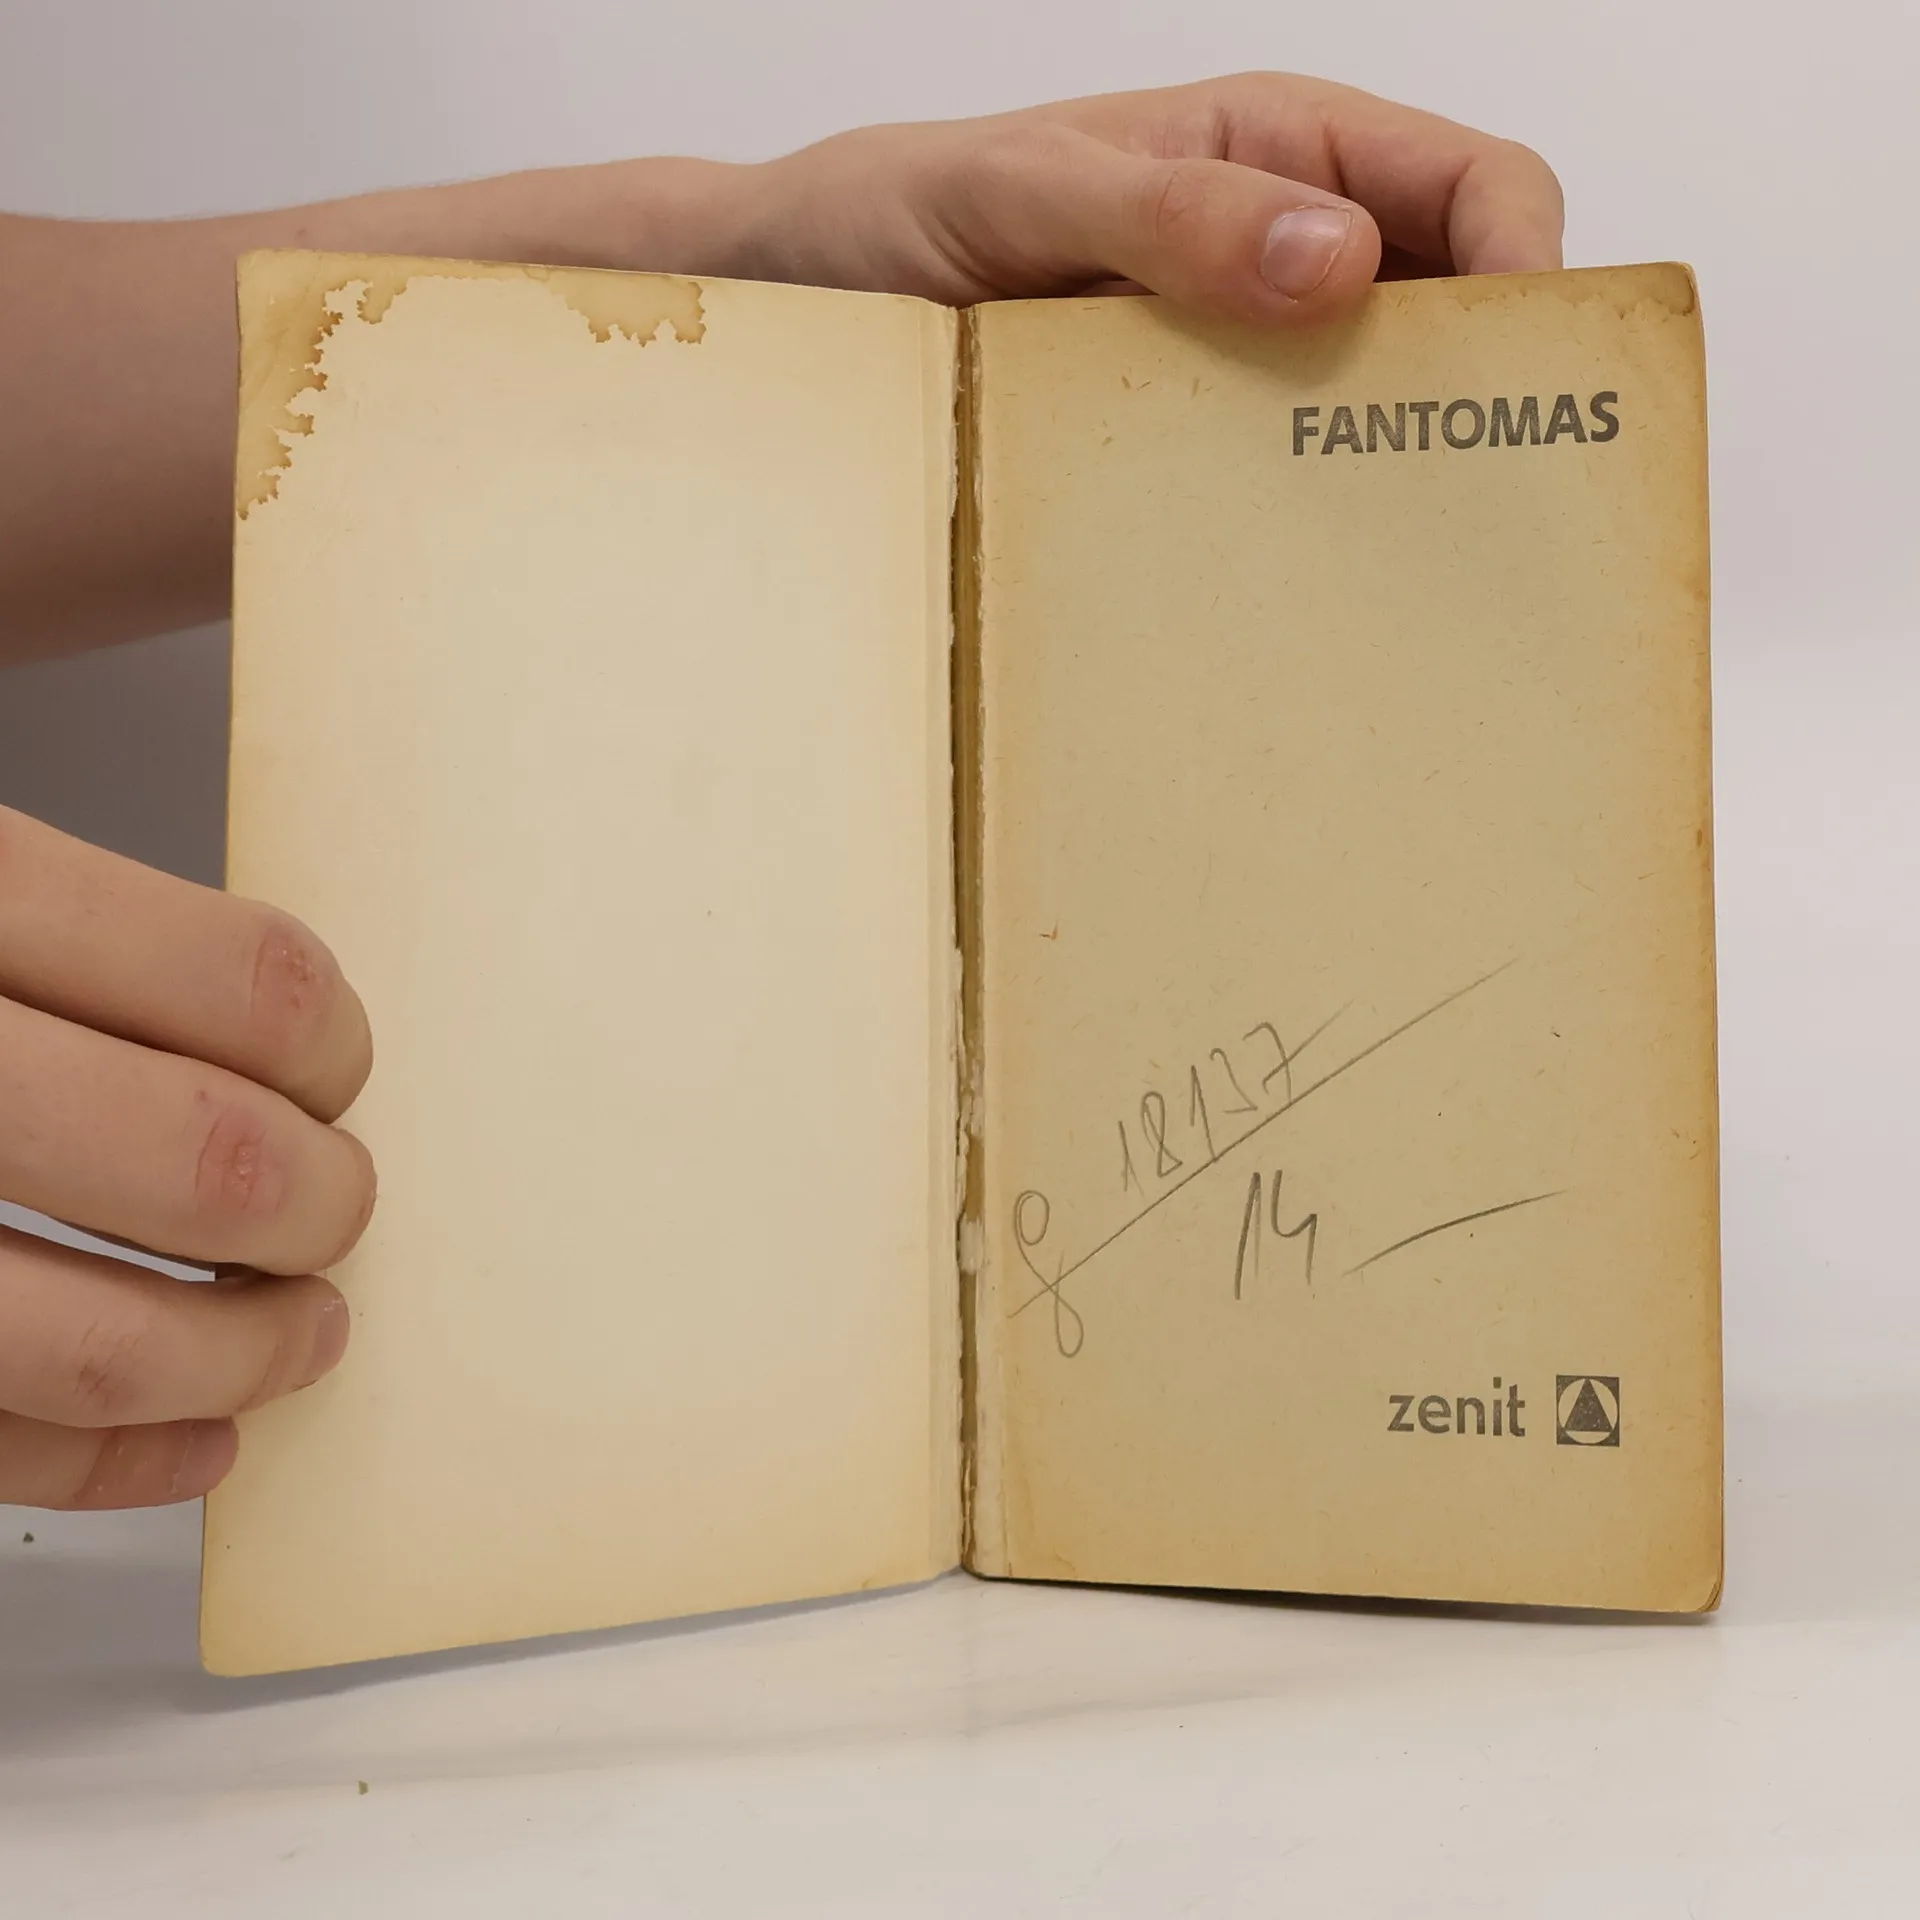 FANTOMAS
18137
14
zenit